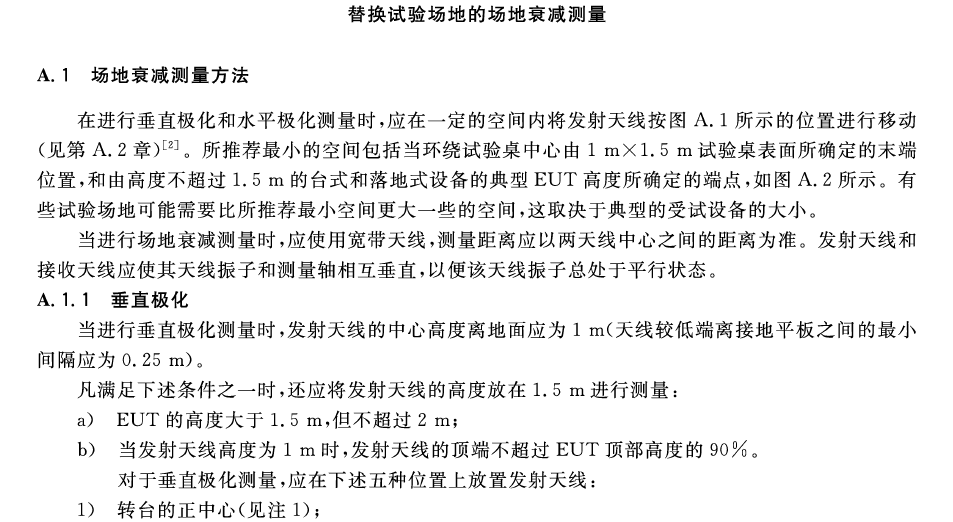 替换试验场地的场地衰减测量
A.1 场地衰减测量方法
在进行垂直极化和水平极化测量时,应在一定的空间内将发射天线按图 A.1 所示的位置进行移动
(见第 A.2 章)[2]。所推荐最小的空间包括当环绕试验桌中心由 1 m×1.5 m 试验桌表面所确定的末端
位置,和由高度不超过 1.5 m 的台式和落地式设备的典型 EUT 高度所确定的端点,如图 A.2 所示。有
些试验场地可能需要比所推荐最小空间更大一些的空间,这取决于典型的受试设备的大小。
当进行场地衰减测量时,应使用宽带天线,测量距离应以两天线中心之间的距离为准。发射天线和
接收天线应使其天线振子和测量轴相互垂直,以便该天线振子总处于平行状态。
A.1.1 垂直极化
当进行垂直极化测量时,发射天线的中心高度离地面应为 1 m(天线较低端离接地平板之间的最小
间隔应为 0.25 m)。
凡满足下述条件之一时,还应将发射天线的高度放在 1.5 m 进行测量:
a) EUT 的高度大于 1.5 m,但不超过 2 m;
b) 当发射天线高度为 1 m 时,发射天线的顶端不超过 EUT 顶部高度的 90%。
对于垂直极化测量,应在下述五种位置上放置发射天线:
1) 转台的正中心(见注 1);